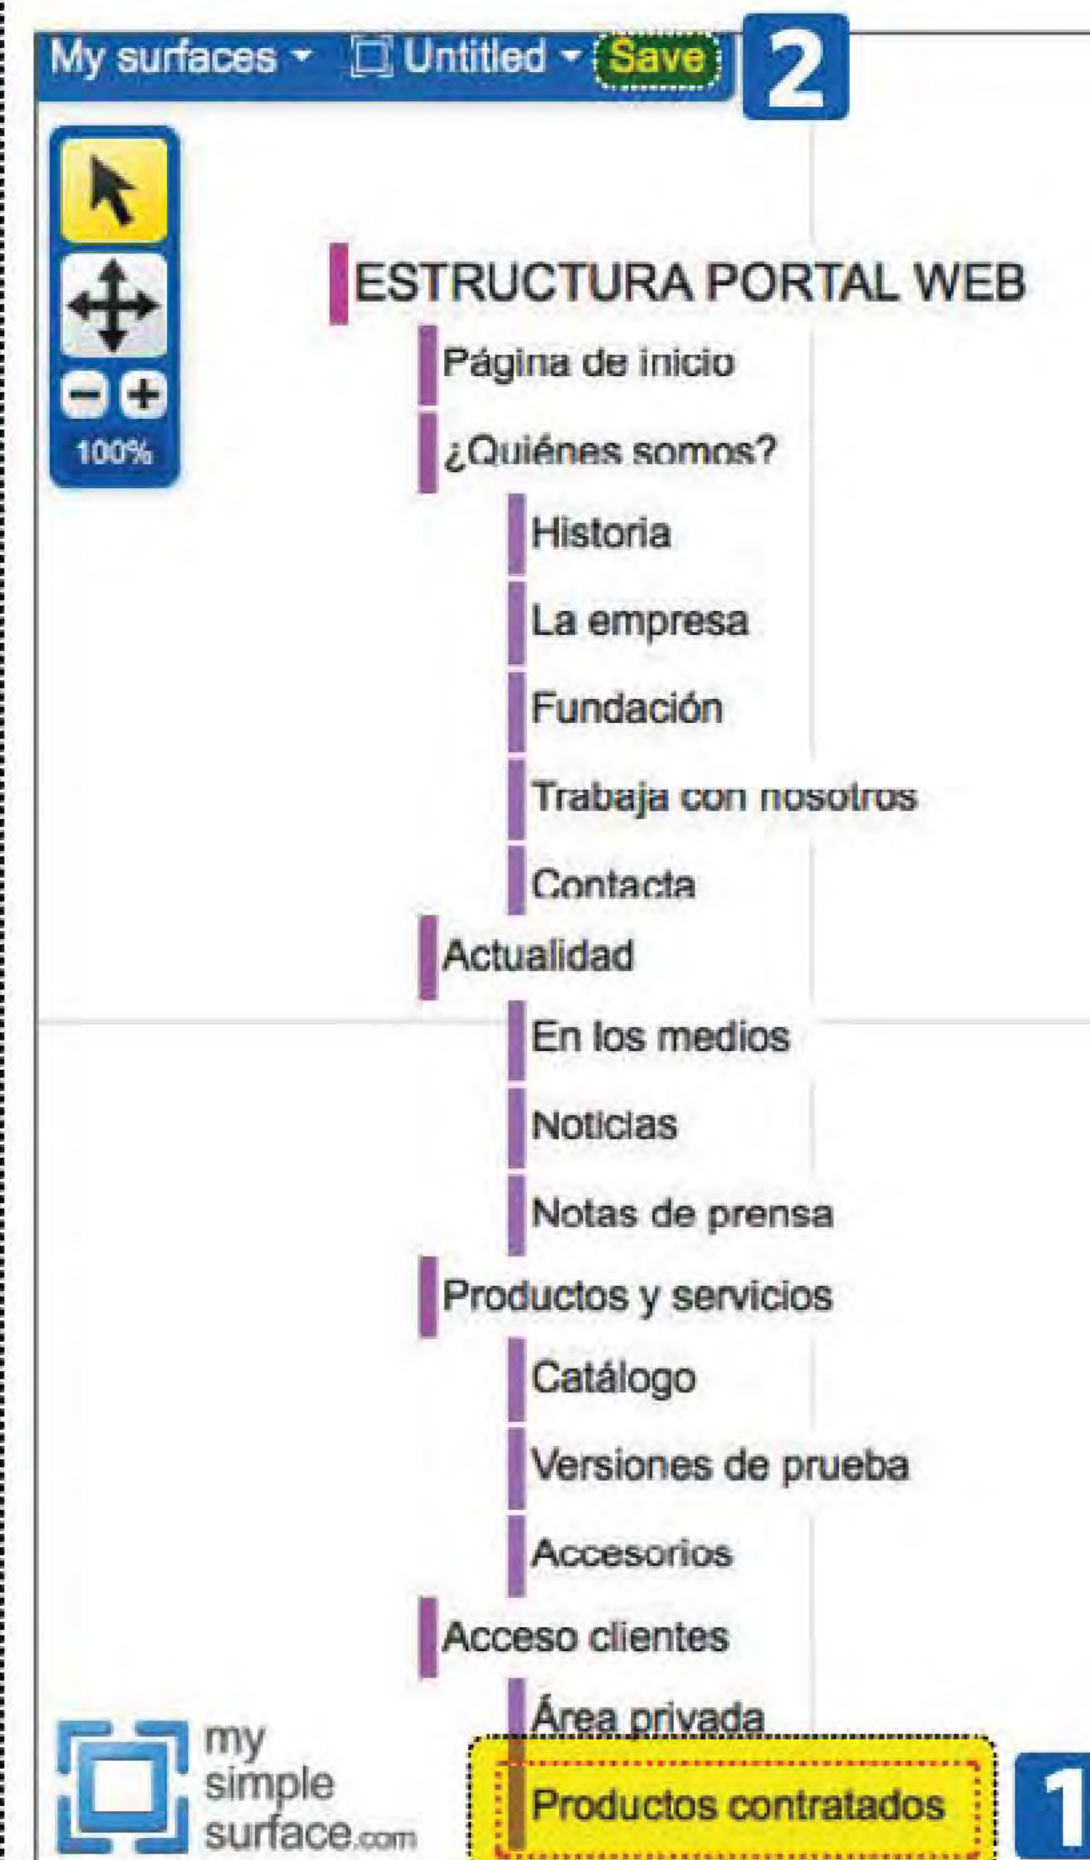 My surfaces Untitled Save 2
100%
ESTRUCTURA PORTAL WEB
Página de inicio
¿Quiénes somos?
Historia
La empresa
Fundación
Trabaja con nosotros
Contacta
Actualidad
En los medios
Noticias
Notas de prensa
Productos y servicios
Catálogo
Versiones de prueba
Accesorios
Acceso clientes
Área privada
Productos contratados 1
my
simple
surface.com